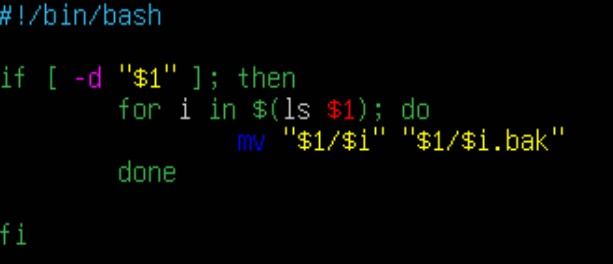 #!/bin/bash
if [ -d "$1" ]; then
for i in $(ls $1); do
mv "$1/$i" "$1/$i.bak"
done
fi